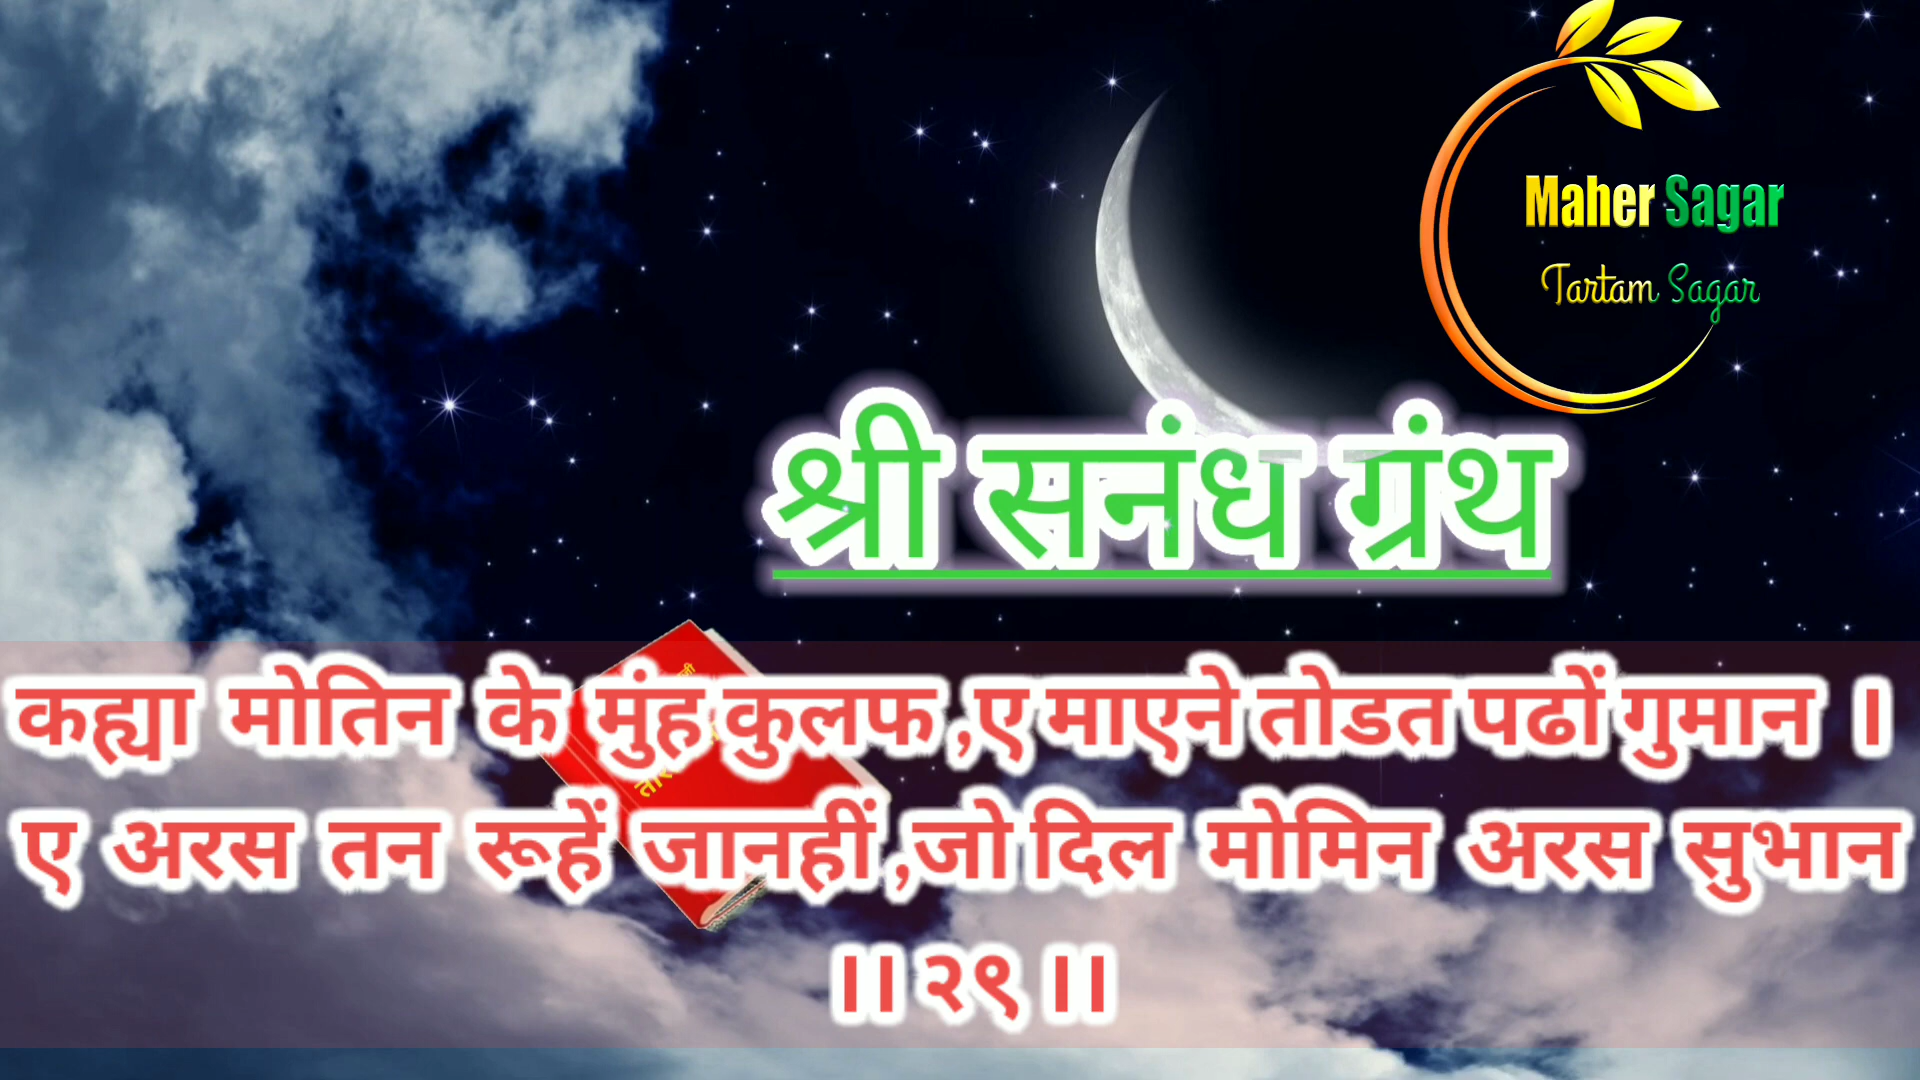 Maher Sagar
Tartam Sagar
श्री सनंध ग्रंथ
कह्या मोतिन के मुंह कुलफ ,ए माएने तोडत पढों गुमान ।
ए अरस तन रूहें जानहीं ,जो दिल मोमिन अरस सुभान
।। २९ ।।